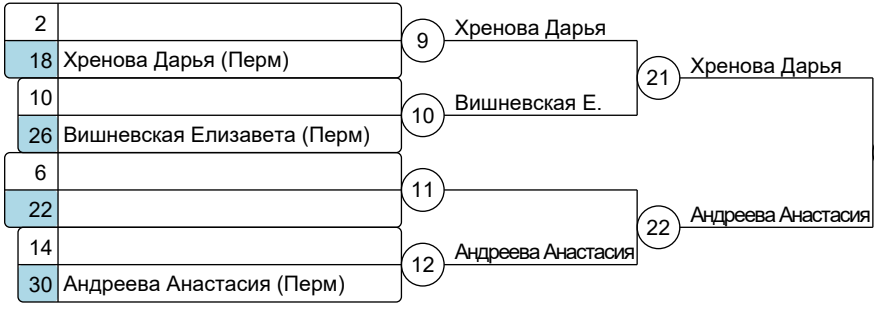 2
9
Хренова Дарья
18 Хренова Дарья (Перм)
21
Хренова Дарья
10
10
Вишневская Е.
26 Вишневская Елизавета (Перм)
6
11
22
22
Андреева Анастасия
14
12
Андреева Анастасия
30 Андреева Анастасия (Перм)